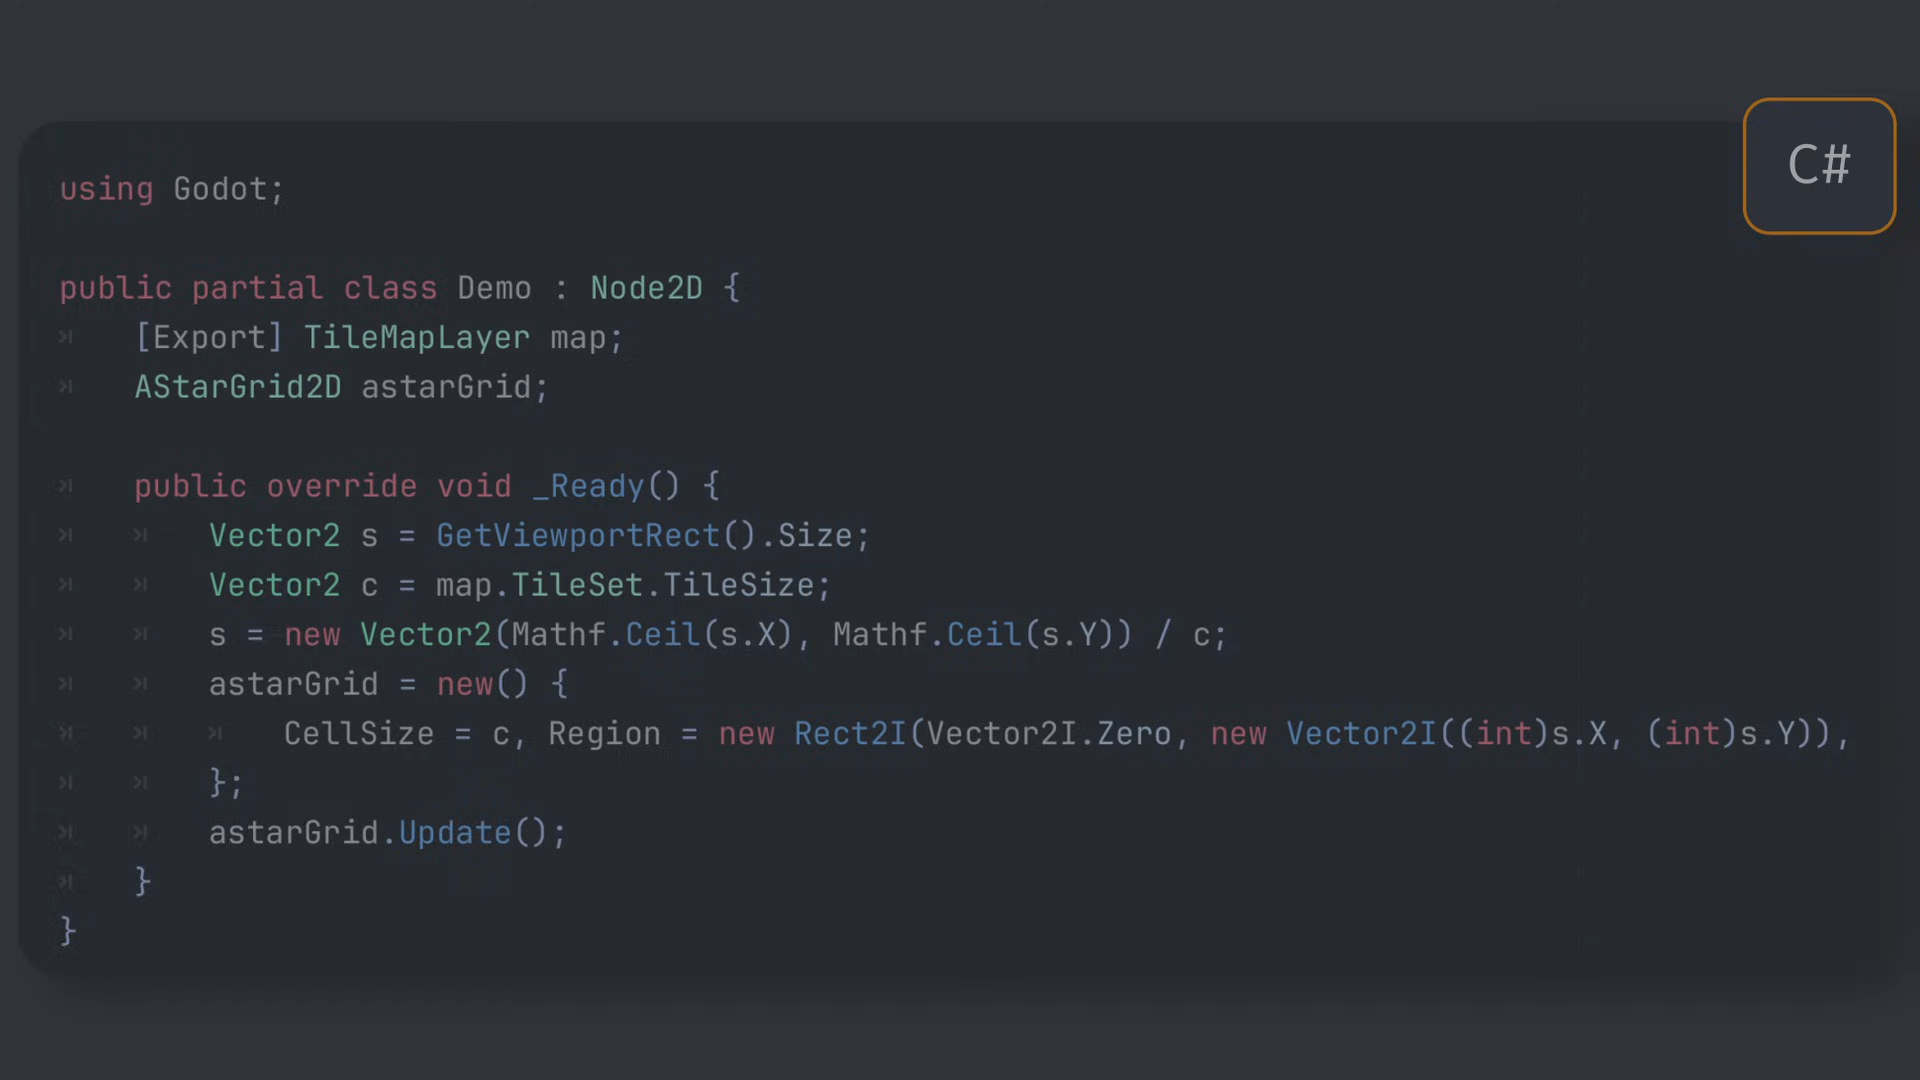 C#
using Godot;
public partial class Demo : Node2D {
[Export] TileMapLayer map;
AStarGrid2D astarGrid;
public override void _Ready() {
Vector2 s = GetViewportRect().Size;
Vector2 c = map.TileSet.TileSize;
s = new Vector2(Mathf.Ceil(s.X), Mathf.Ceil(s.Y)) / c;
astarGrid = new() {
CellSize = c, Region = new Rect2I(Vector2I.Zero, new Vector2I((int)s.X, (int)s.Y)),
};
astarGrid.Update();
}
}